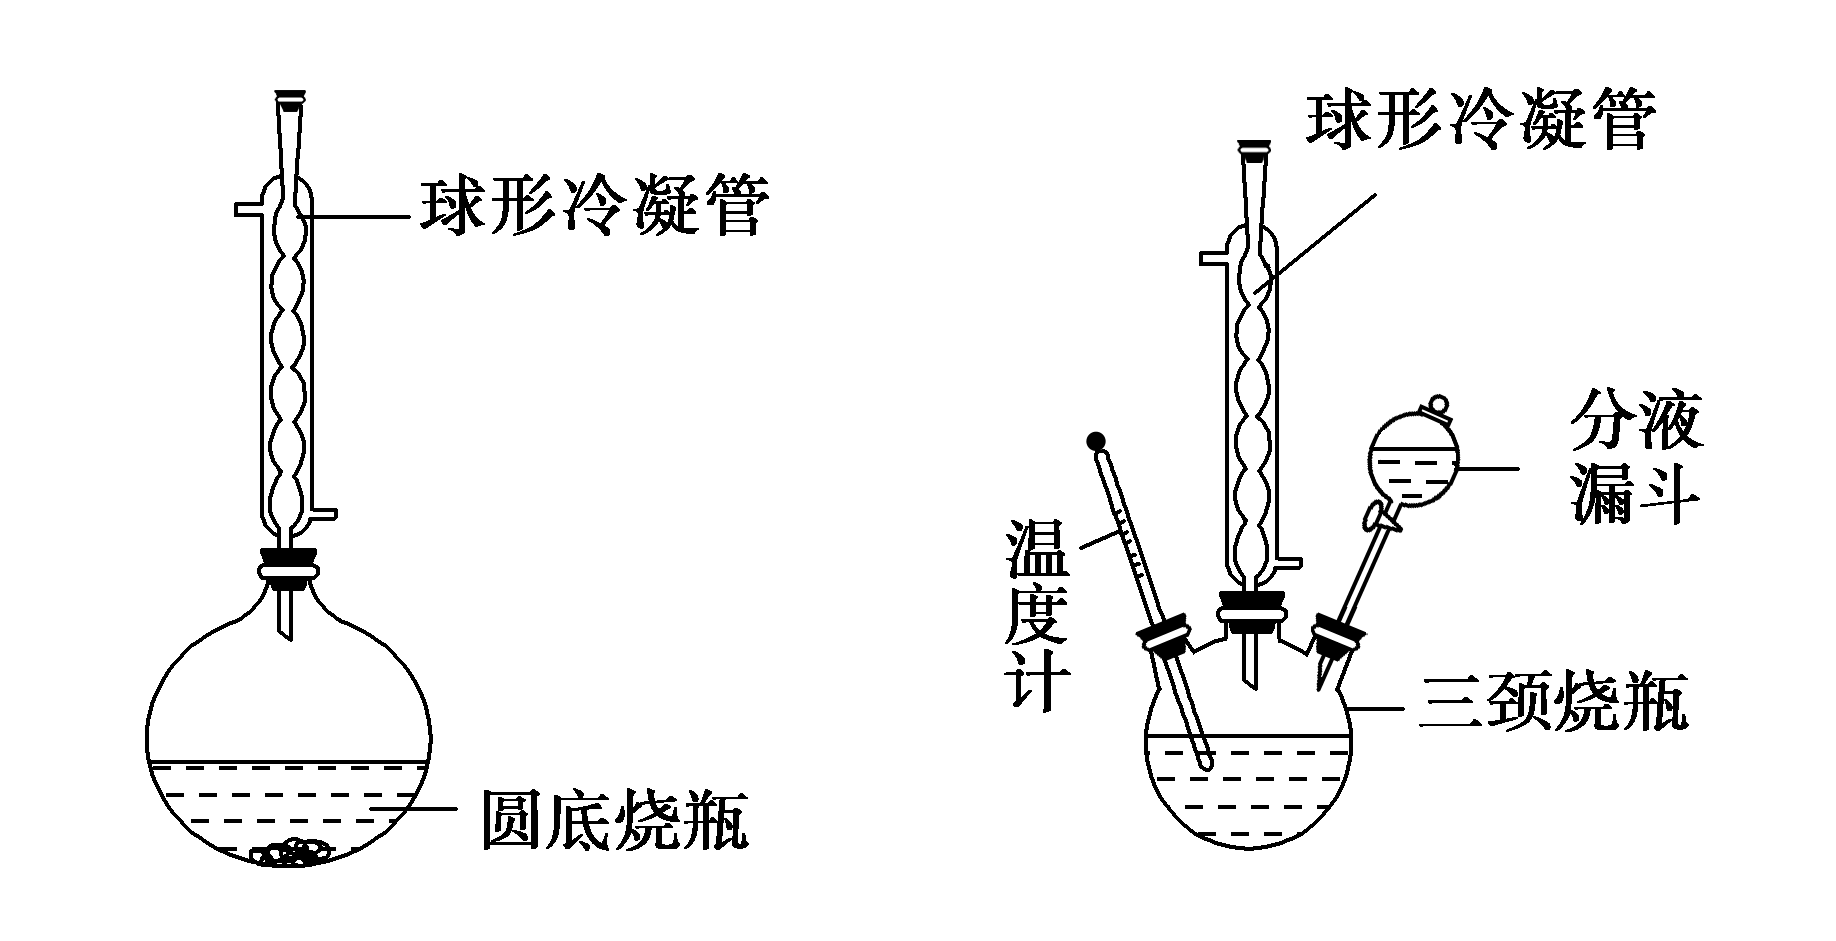 球形冷凝管
圆底烧瓶
球形冷凝管
分液
漏斗
温度计
三颈烧瓶